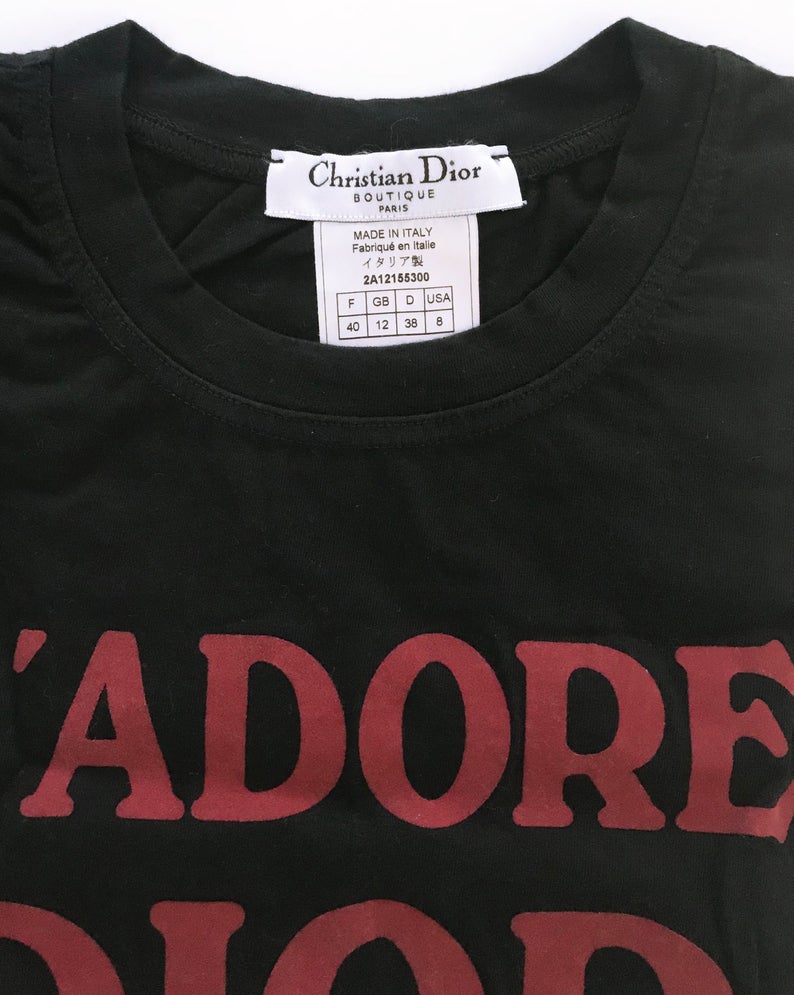 Christian Dior
BOUTIQUE
PARIS
MADE IN ITALY
Fabriqué en Italie
イタリア製
2A12155300
F GB D USA
40 12 38 8
'ADORE
DIOR